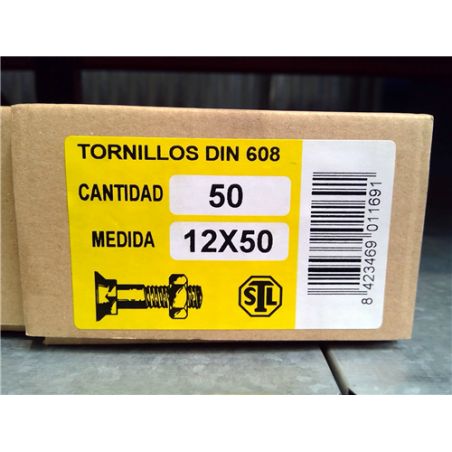 TORNILLOS DIN 608
CANTIDAD 50
MEDIDA 12X50
STL
8 423469 011691